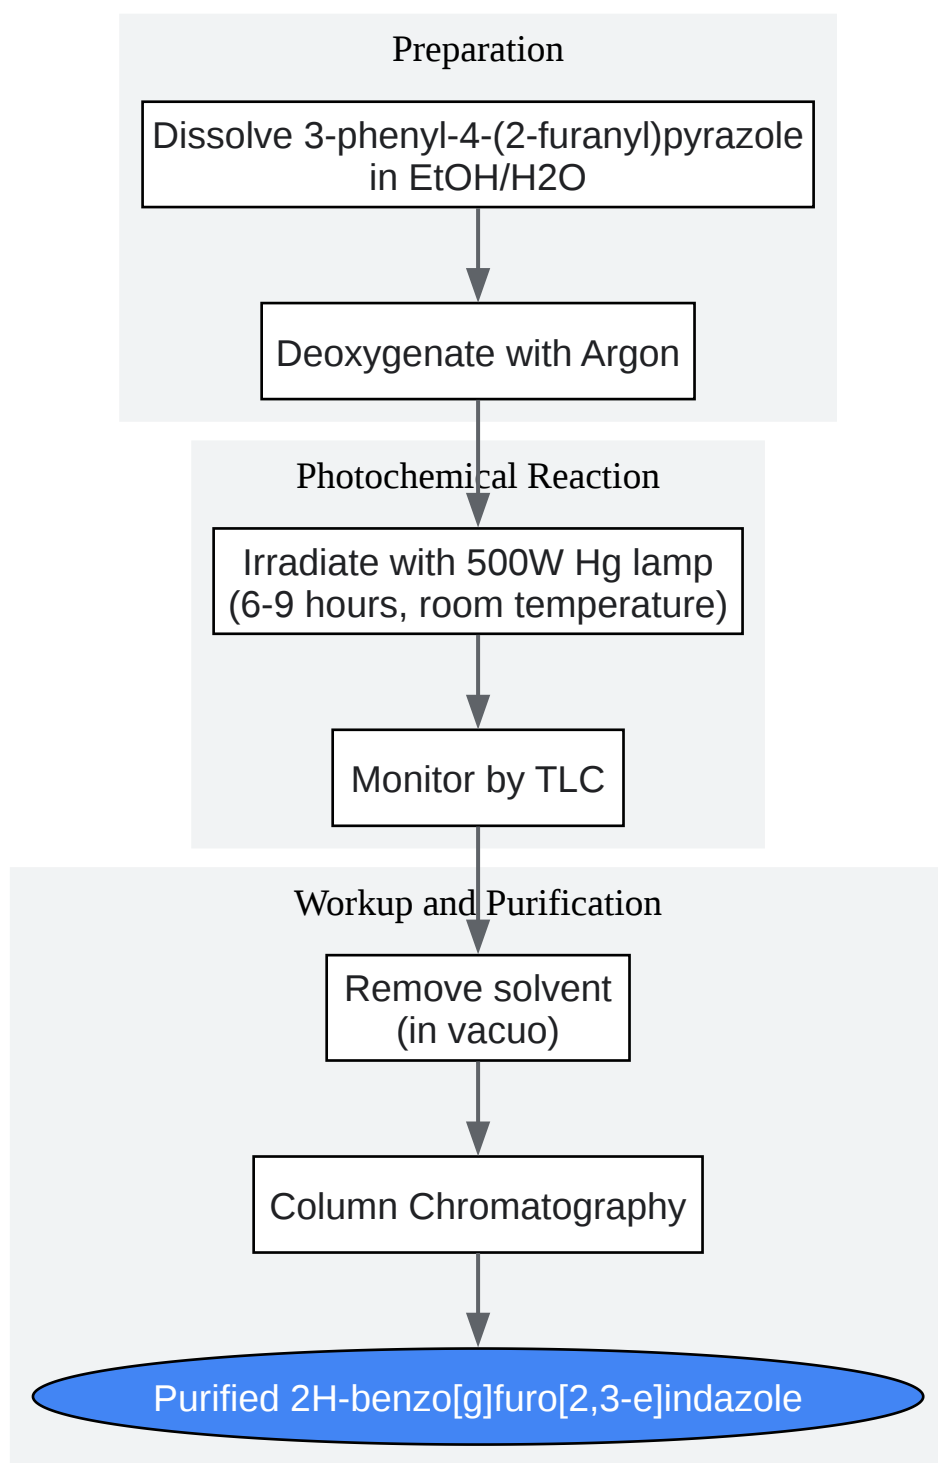 Preparation
Dissolve 3-phenyl-4-(2-furanyl)pyrazole
in EtOH/H2O
Deoxygenate with Argon
Photochemical Reaction
Irradiate with 500W Hg lamp
(6-9 hours, room temperature)
Monitor by TLC
Workup and Purification
Remove solvent
(in vacuo)
Column Chromatography
Purified 2H-benzo[g]furo[2,3-e]indazole